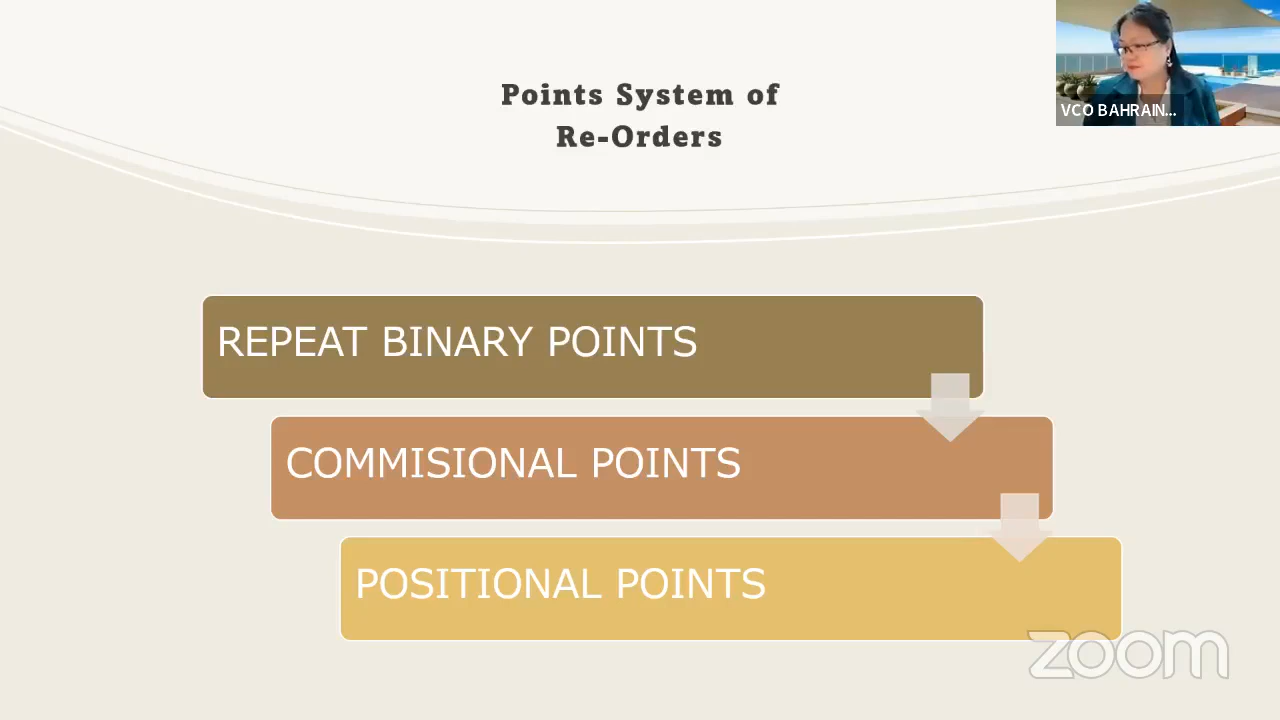 Points System of
Re-Orders
VCO BAHRAIN...
REPEAT BINARY POINTS
COMMISIONAL POINTS
POSITIONAL POINTS
zoom